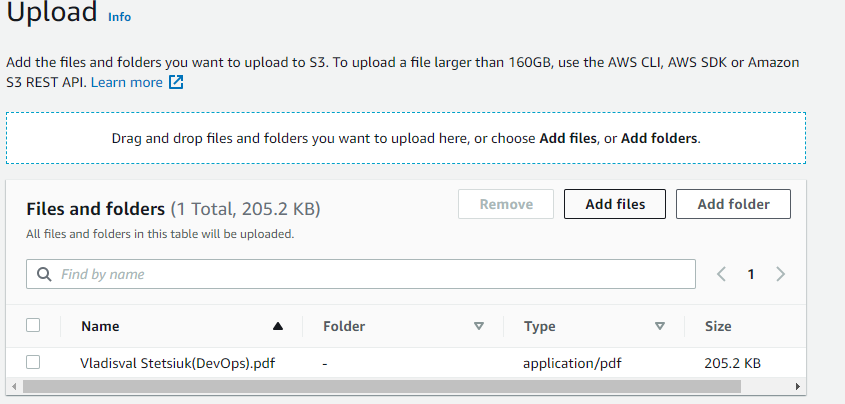 Upload Info
Add the files and folders you want to upload to S3. To upload a file larger than 160GB, use the AWS CLI, AWS SDK or Amazon
S3 REST API. Learn more
Drag and drop files and folders you want to upload here, or choose Add files, or Add folders.
Files and folders (1 Total, 205.2 KB)
Remove
Add files
Add folder
All files and folders in this table will be uploaded.
Find by name
1
Name Folder Type Size
Vladisval Stetsiuk(DevOps).pdf - application/pdf 205.2 KB